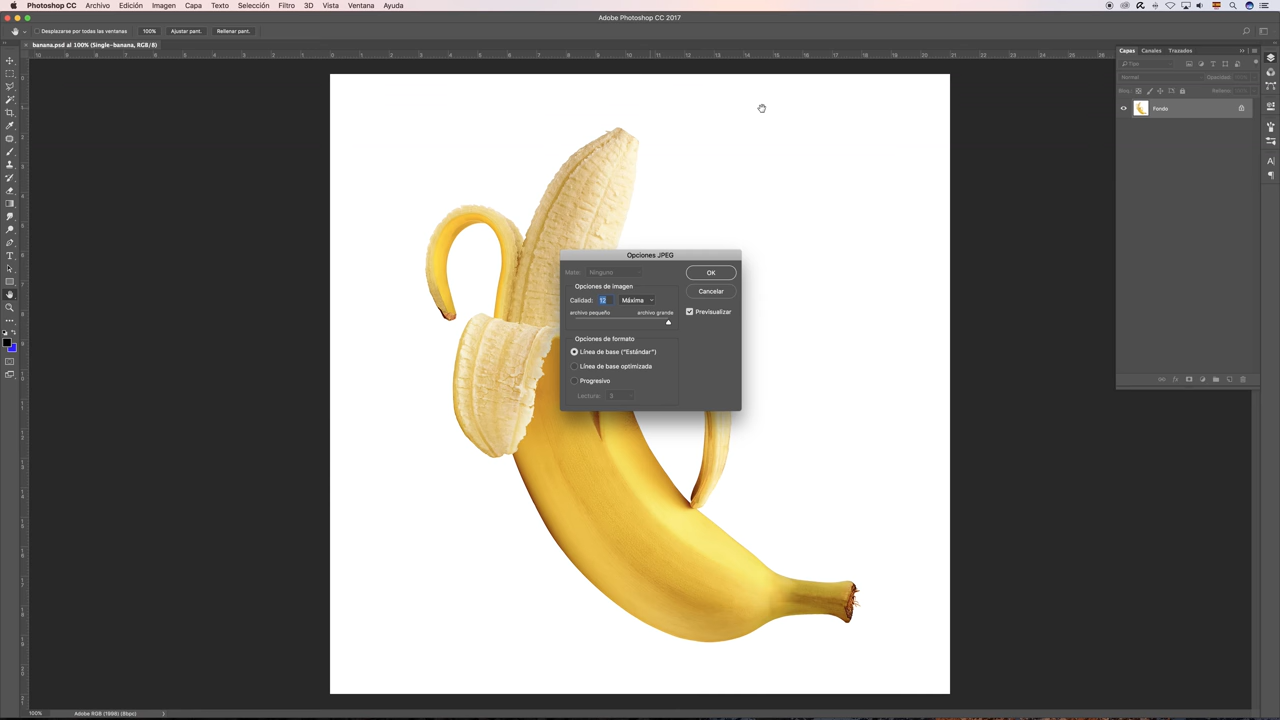 Photoshop CC Archivo Edición Imagen Capa Texto Selección Filtro 3D Vista Ventana Ayuda
Adobe Photoshop CC 2017
Desplazarse por todas las ventanas 100% Ajustar pant. Rellenar pant.
banana.psd al 100% (Single-banana, RGB/8)
Capas Canales Trazados
Tipo
Normal Opacidad:
Bloq.: Relleno:
Fondo
Opciones JPEG
Mate: Ninguno
OK
Opciones de imagen
Cancelar
Calidad: 12 Máxima
archivo pequeño archivo grande
Previsualizar
Opciones de formato
Línea de base ("Estándar")
Línea de base optimizada
Progresivo
Lectura: 3
100% Adobe RGB (1998) (8bpc)